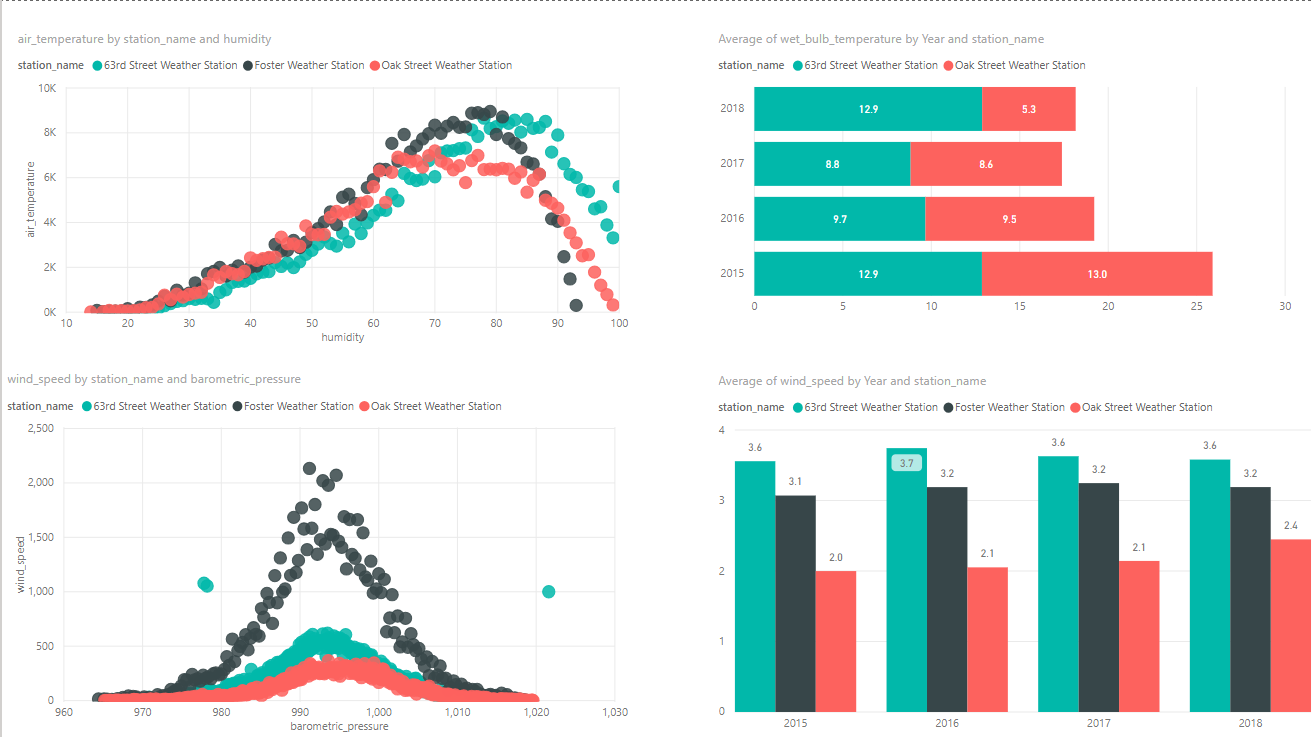 air_temperature by station_name and humidity
station_name 63rd Street Weather Station Foster Weather Station Oak Street Weather Station
10K
8K
6K
4K
2K
0K
air_temperature
10 20 30 40 50 60 70 80 90 100
humidity
Average of wet_bulb_temperature by Year and station_name
station_name 63rd Street Weather Station Oak Street Weather Station
2018 12.9 5.3
2017 8.8 8.6
2016 9.7 9.5
2015 12.9 13.0
0 5 10 15 20 25 30
wind_speed by station_name and barometric_pressure
station_name 63rd Street Weather Station Foster Weather Station Oak Street Weather Station
2,500
2,000
1,500
1,000
500
0
wind_speed
960 970 980 990 1,000 1,010 1,020 1,030
barometric_pressure
Average of wind_speed by Year and station_name
station_name 63rd Street Weather Station Foster Weather Station Oak Street Weather Station
4
3
2
1
0
3.6 3.1 2.0
3.7 3.2 2.1
3.6 3.2 2.1
3.6 3.2 2.4
2015 2016 2017 2018